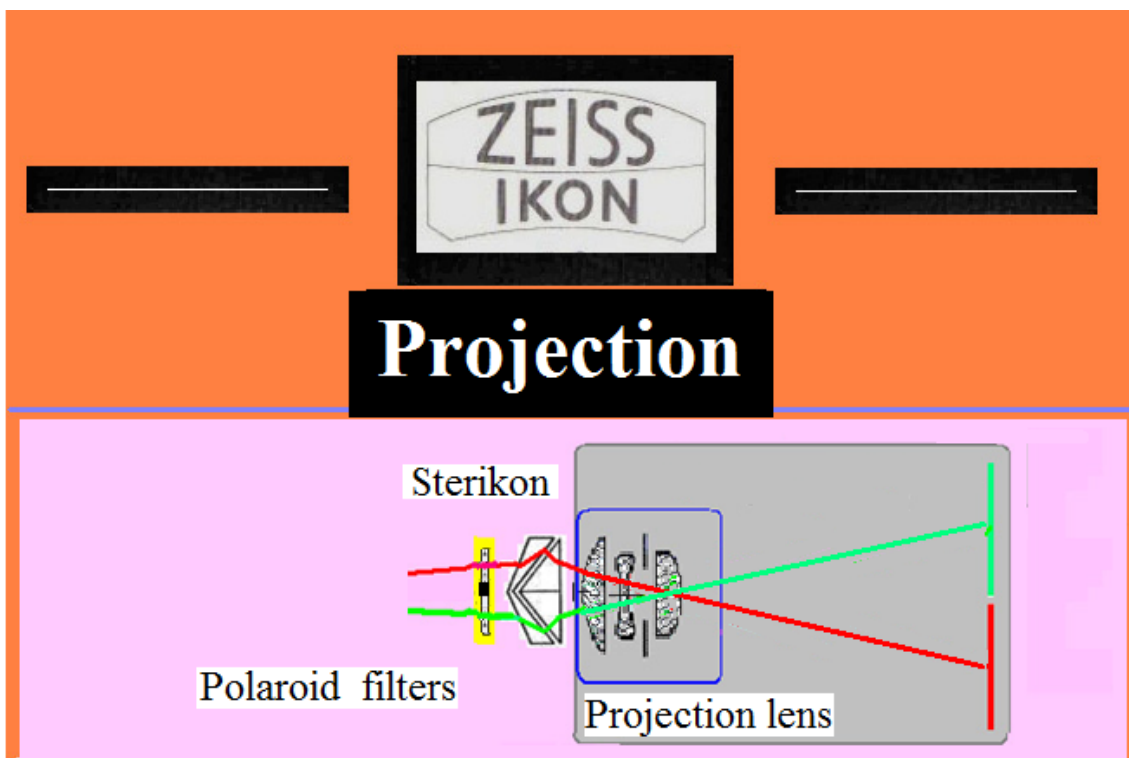 ZEISS
IKON
Projection
Sterikon
Polaroid filters
Projection lens